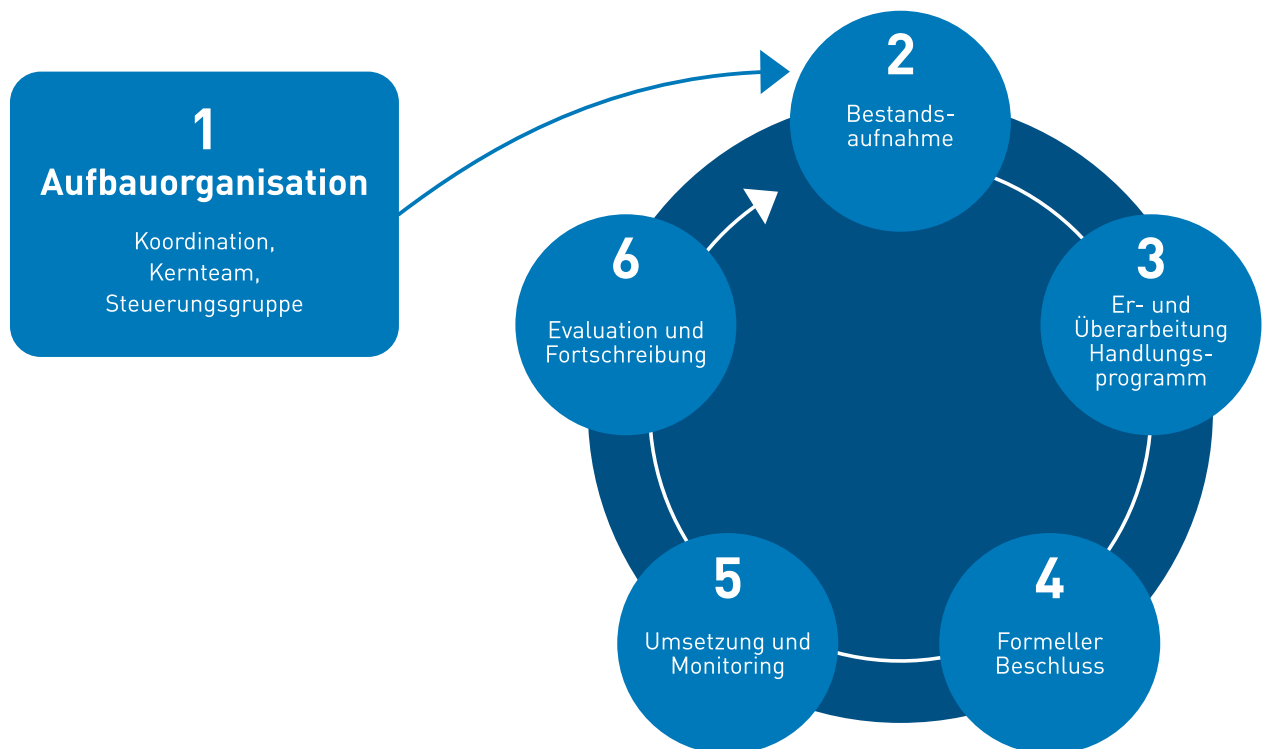 1
Aufbauorganisation
Koordination,
Kernteam,
Steuerungsgruppe
2
Bestands-
aufnahme
3
Er- und
Überarbeitung
Handlungs-
programm
4
Formeller
Beschluss
5
Umsetzung und
Monitoring
6
Evaluation und
Fortschreibung